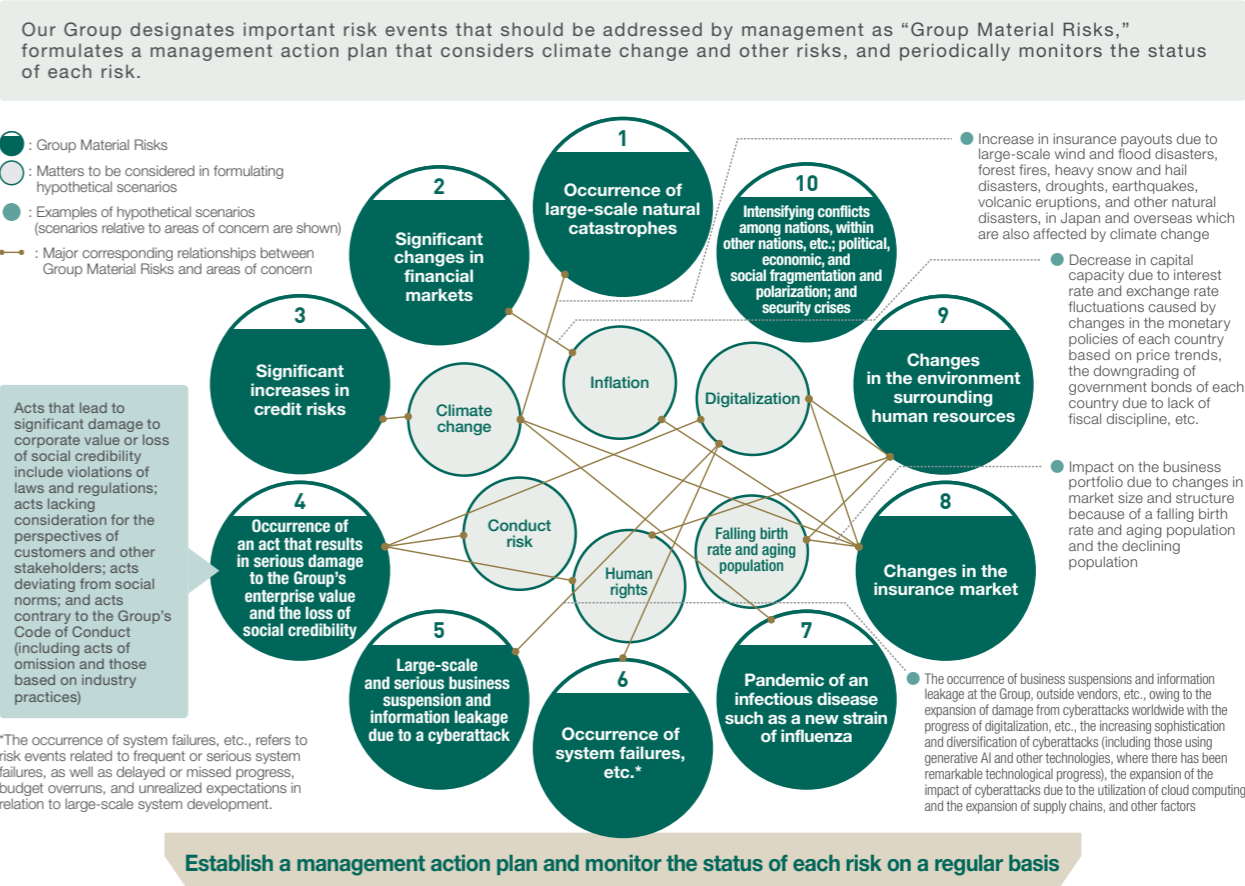 Our Group designates important risk events that should be addressed by management as “Group Material Risks,”
formulates a management action plan that considers climate change and other risks, and periodically monitors the status
of each risk.
: Group Material Risks
: Matters to be considered in formulating
hypothetical scenarios
: Examples of hypothetical scenarios
(scenarios relative to areas of concern are shown)
: Major corresponding relationships between
Group Material Risks and areas of concern
1
Occurrence of
large-scale natural
catastrophes
2
Significant
changes in
financial
markets
3
Significant
increases in
credit risks
4
Occurrence of
an act that results
in serious damage
to the Group’s
enterprise value
and the loss of
social credibility
5
Large-scale
and serious business
suspension and
information leakage
due to a cyberattack
6
Occurrence of
system failures,
etc.*
7
Pandemic of an
infectious disease
such as a new strain
of influenza
8
Changes in the
insurance market
9
Changes
in the environment
surrounding
human resources
10
Intensifying conflicts
among nations, within
other nations, etc.; political,
economic, and
social fragmentation and
polarization; and
security crises
Climate
change
Inflation
Digitalization
Conduct
risk
Human
rights
Falling birth
rate and aging
population
Increase in insurance payouts due to
large-scale wind and flood disasters,
forest fires, heavy snow and hail
disasters, droughts, earthquakes,
volcanic eruptions, and other natural
disasters, in Japan and overseas which
are also affected by climate change
Decrease in capital
capacity due to interest
rate and exchange rate
fluctuations caused by
changes in the monetary
policies of each country
based on price trends,
the downgrading of
government bonds of each
country due to lack of
fiscal discipline, etc.
Impact on the business
portfolio due to changes in
market size and structure
because of a falling birth
rate and aging population
and the declining
population
The occurrence of business suspensions and information
leakage at the Group, outside vendors, etc., owing to the
expansion of damage from cyberattacks worldwide with the
progress of digitalization, etc., the increasing sophistication
and diversification of cyberattacks (including those using
generative AI and other technologies, where there has been
remarkable technological progress), the expansion of the
impact of cyberattacks due to the utilization of cloud computing
and the expansion of supply chains, and other factors
Acts that lead to
significant damage to
corporate value or loss
of social credibility
include violations of
laws and regulations;
acts lacking
consideration for the
perspectives of
customers and other
stakeholders; acts
deviating from social
norms; and acts
contrary to the Group’s
Code of Conduct
(including acts of
omission and those
based on industry
practices)
*The occurrence of system failures, etc., refers to
risk events related to frequent or serious system
failures, as well as delayed or missed progress,
budget overruns, and unrealized expectations in
relation to large-scale system development.
Establish a management action plan and monitor the status of each risk on a regular basis